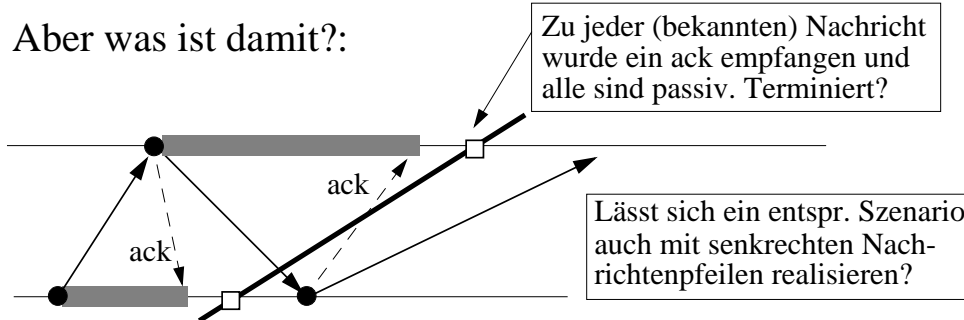 Aber was ist damit?:
Zu jeder (bekannten) Nachricht
wurde ein ack empfangen und
alle sind passiv. Terminiert?
ack
ack
Lässt sich ein entspr. Szenario
auch mit senkrechten Nach-
richtenpfeilen realisieren?